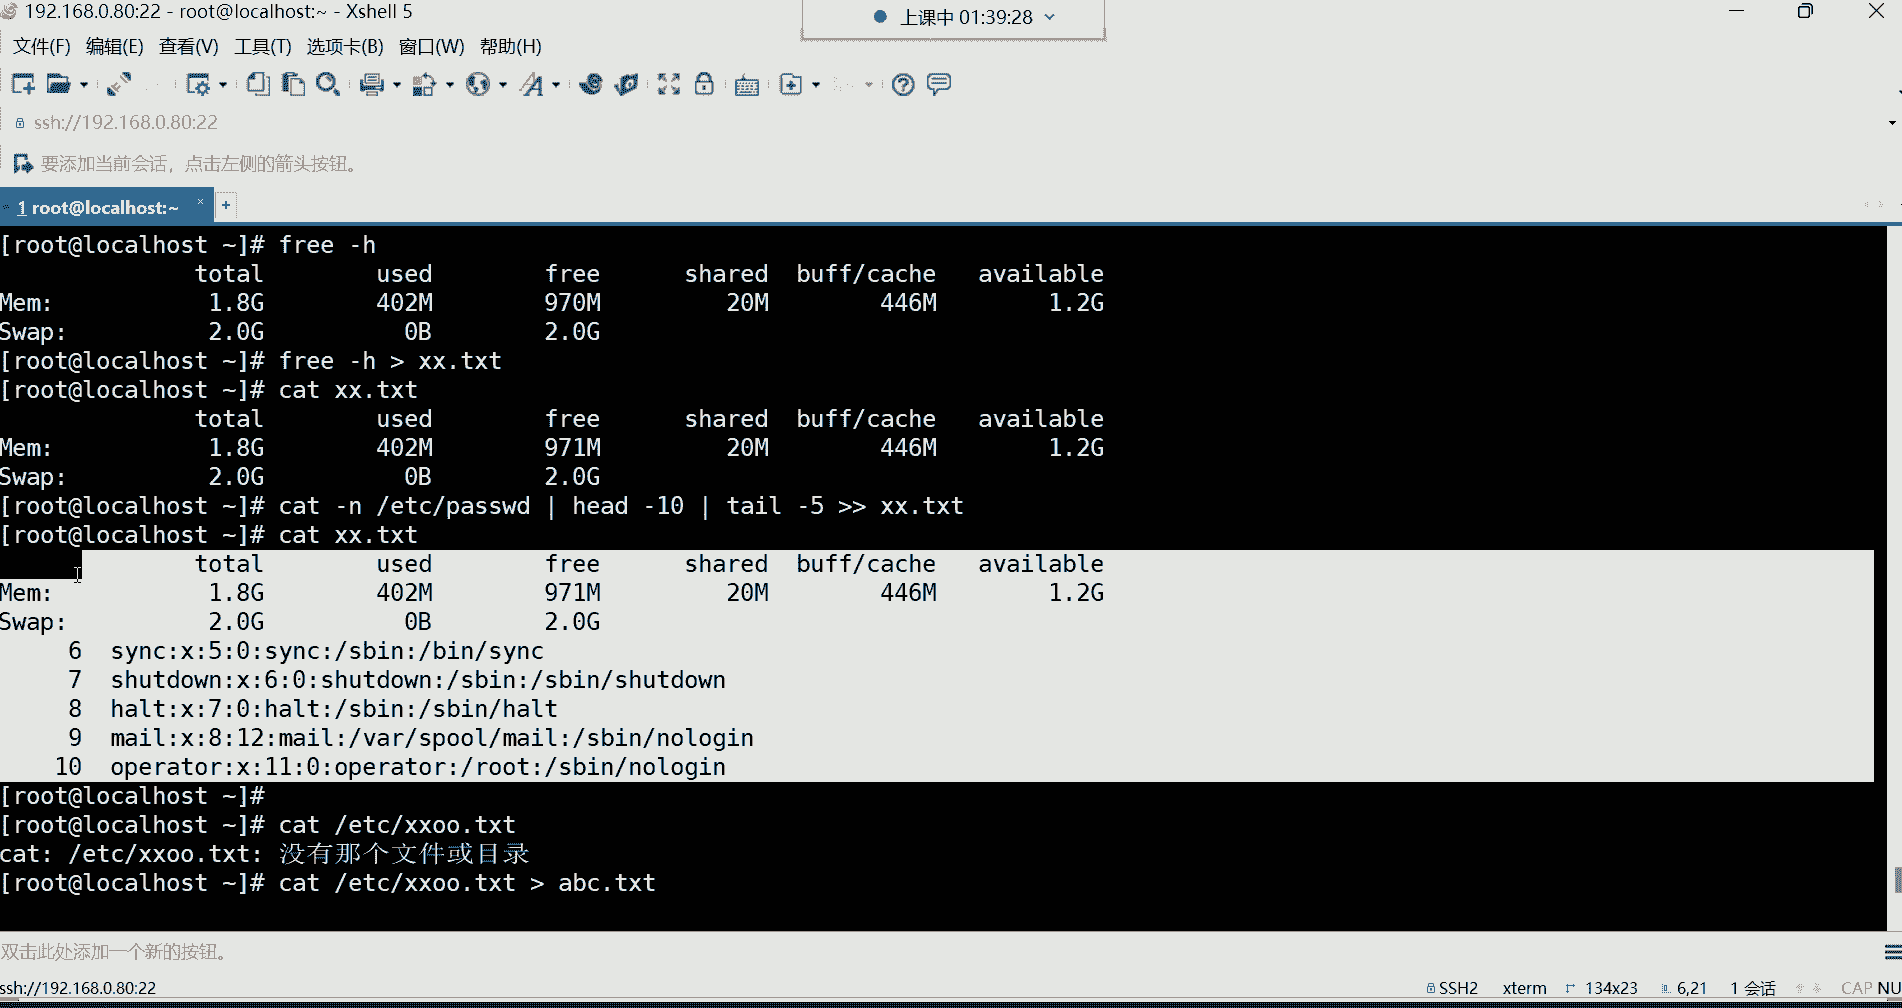 192.168.0.80:22 - root@localhost:~ - Xshell 5
上课中 01:39:28
文件(F) 编辑(E) 查看(V) 工具(T) 选项卡(B) 窗口(W) 帮助(H)
ssh://192.168.0.80:22
要添加当前会话，点击左侧的箭头按钮。
1 root@localhost:~ × +
[root@localhost ~]# free -h
              total        used        free      shared  buff/cache   available
Mem:           1.8G        402M        970M         20M        446M        1.2G
Swap:          2.0G          0B        2.0G
[root@localhost ~]# free -h > xx.txt
[root@localhost ~]# cat xx.txt
              total        used        free      shared  buff/cache   available
Mem:           1.8G        402M        971M         20M        446M        1.2G
Swap:          2.0G          0B        2.0G
[root@localhost ~]# cat -n /etc/passwd | head -10 | tail -5 >> xx.txt
[root@localhost ~]# cat xx.txt
              total        used        free      shared  buff/cache   available
Mem:           1.8G        402M        971M         20M        446M        1.2G
Swap:          2.0G          0B        2.0G
     6  sync:x:5:0:sync:/sbin:/bin/sync
     7  shutdown:x:6:0:shutdown:/sbin:/sbin/shutdown
     8  halt:x:7:0:halt:/sbin:/sbin/halt
     9  mail:x:8:12:mail:/var/spool/mail:/sbin/nologin
    10  operator:x:11:0:operator:/root:/sbin/nologin
[root@localhost ~]#
[root@localhost ~]# cat /etc/xxoo.txt
cat: /etc/xxoo.txt: 没有那个文件或目录
[root@localhost ~]# cat /etc/xxoo.txt > abc.txt
双击此处添加一个新的按钮。
ssh://192.168.0.80:22 SSH2 xterm 134x23 6,21 1 会话 CAP NU